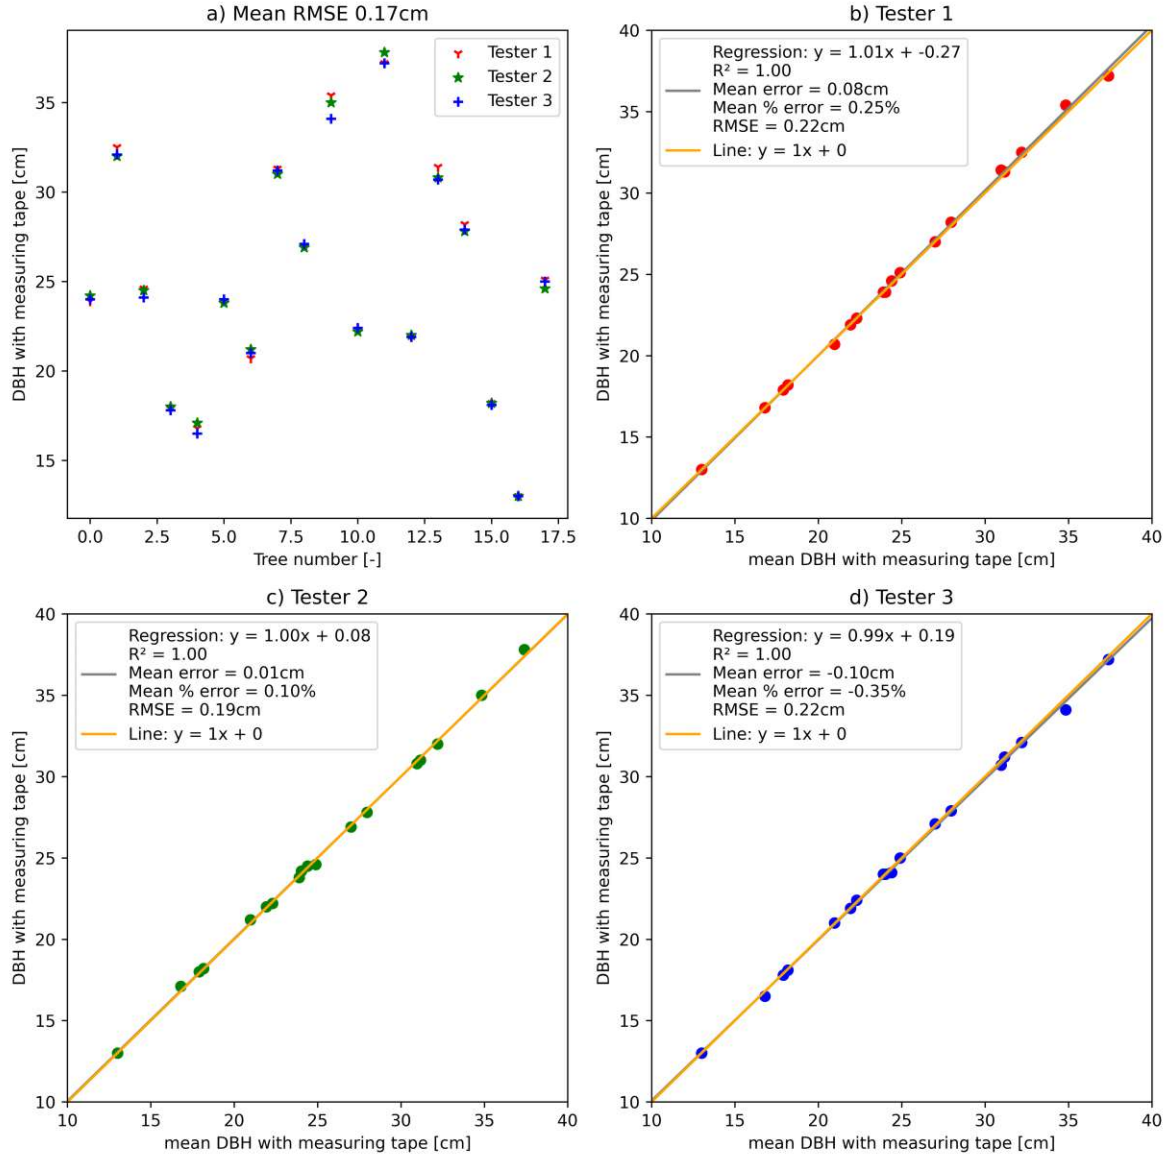 a) Mean RMSE 0.17cm
Tester 1
Tester 2
Tester 3
35
30
25
20
15
0.0 2.5 5.0 7.5 10.0 12.5 15.0 17.5
Tree number [-]
DBH with measuring tape [cm]
b) Tester 1
Regression: y = 1.01x + -0.27
R² = 1.00
Mean error = 0.08cm
Mean % error = 0.25%
RMSE = 0.22cm
Line: y = 1x + 0
40
35
30
25
20
15
10
10 15 20 25 30 35 40
mean DBH with measuring tape [cm]
DBH with measuring tape [cm]
c) Tester 2
Regression: y = 1.00x + 0.08
R² = 1.00
Mean error = 0.01cm
Mean % error = 0.10%
RMSE = 0.19cm
Line: y = 1x + 0
40
35
30
25
20
15
10
10 15 20 25 30 35 40
mean DBH with measuring tape [cm]
DBH with measuring tape [cm]
d) Tester 3
Regression: y = 0.99x + 0.19
R² = 1.00
Mean error = -0.10cm
Mean % error = -0.35%
RMSE = 0.22cm
Line: y = 1x + 0
40
35
30
25
20
15
10
10 15 20 25 30 35 40
mean DBH with measuring tape [cm]
DBH with measuring tape [cm]